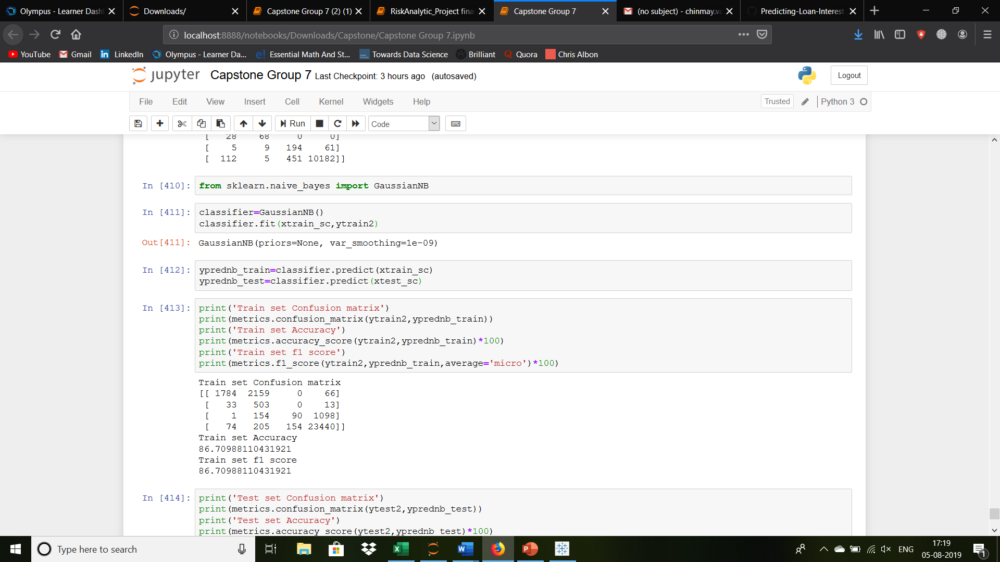 Olympus - Learner Dash
Downloads/
Capstone Group 7 (2) (1)
RiskAnalytic_Project fina
Capstone Group 7
(no subject) - chinmay.va
Predicting-Loan-Interest
localhost:8888/notebooks/Downloads/Capstone/Capstone Group 7.ipynb
YouTube
Gmail
LinkedIn
Olympus - Learner Da...
Essential Math And St...
Towards Data Science
Brilliant
Quora
Chris Albon
jupyter Capstone Group 7 Last Checkpoint: 3 hours ago (autosaved)
Logout
File Edit View Insert Cell Kernel Widgets Help
Trusted
Python 3
Run
Code
[ 28 68 0 0]
[ 5 9 194 61]
[ 112 5 451 10182]]
In [410]: from sklearn.naive_bayes import GaussianNB
In [411]: classifier=GaussianNB()
classifier.fit(xtrain_sc,ytrain2)
Out[411]: GaussianNB(priors=None, var_smoothing=1e-09)
In [412]: yprednb_train=classifier.predict(xtrain_sc)
yprednb_test=classifier.predict(xtest_sc)
In [413]: print('Train set Confusion matrix')
print(metrics.confusion_matrix(ytrain2,yprednb_train))
print('Train set Accuracy')
print(metrics.accuracy_score(ytrain2,yprednb_train)*100)
print('Train set f1 score')
print(metrics.f1_score(ytrain2,yprednb_train,average='micro')*100)
Train set Confusion matrix
[[ 1784 2159 0 66]
[ 33 503 0 13]
[ 1 154 90 1098]
[ 74 205 154 23440]]
Train set Accuracy
86.70988110431921
Train set f1 score
86.70988110431921
In [414]: print('Test set Confusion matrix')
print(metrics.confusion_matrix(ytest2,yprednb_test))
print('Test set Accuracy')
print(metrics.accuracy_score(ytest2,yprednb_test)*100)
Type here to search
ENG
17:19
05-08-2019
1